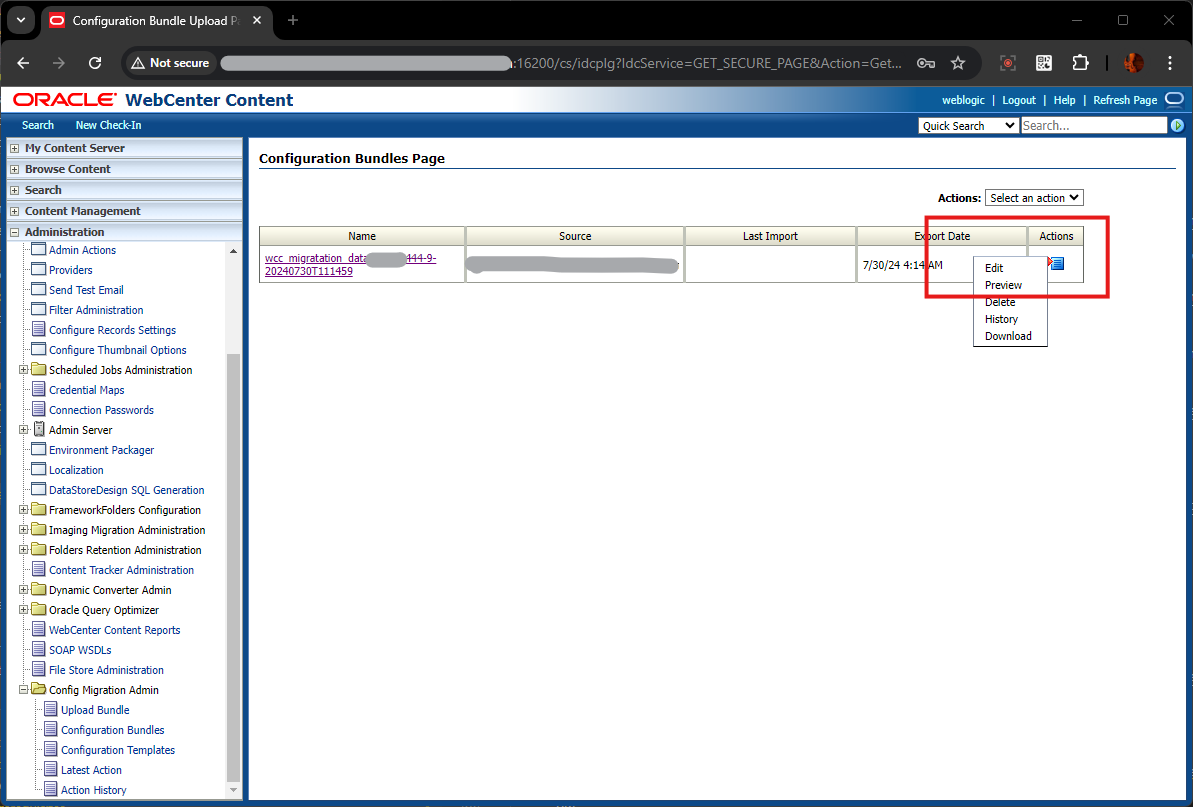 Configuration Bundle Upload P
Not secure
:16200/cs/idcplg?IdcService=GET_SECURE_PAGE&Action=Get...
ORACLE WebCenter Content
weblogic | Logout | Help | Refresh Page
Search New Check-In
Quick Search
Search...
My Content Server
Browse Content
Search
Content Management
Administration
Admin Actions
Providers
Send Test Email
Filter Administration
Configure Records Settings
Configure Thumbnail Options
Scheduled Jobs Administration
Credential Maps
Connection Passwords
Admin Server
Environment Packager
Localization
DataStoreDesign SQL Generation
FrameworkFolders Configuration
Imaging Migration Administration
Folders Retention Administration
Content Tracker Administration
Dynamic Converter Admin
Oracle Query Optimizer
WebCenter Content Reports
SOAP WSDLs
File Store Administration
Config Migration Admin
Upload Bundle
Configuration Bundles
Configuration Templates
Latest Action
Action History
Configuration Bundles Page
Actions: Select an action
Name Source Last Import Export Date Actions
wcc_migratation_data 444-9-
20240730T111459
7/30/24 4:14 AM
Edit
Preview
Delete
History
Download